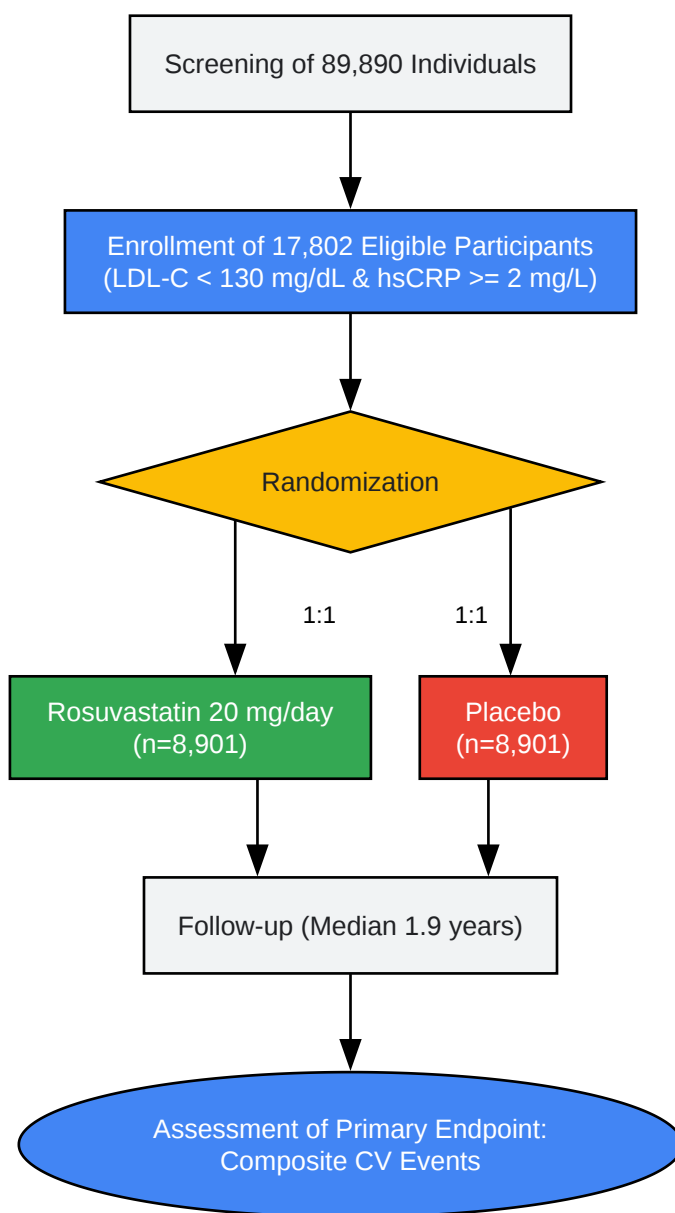 Screening of 89,890 Individuals
Enrollment of 17,802 Eligible Participants
(LDL-C < 130 mg/dL & hsCRP >= 2 mg/L)
Randomization
1:1
1:1
Rosuvastatin 20 mg/day
(n=8,901)
Placebo
(n=8,901)
Follow-up (Median 1.9 years)
Assessment of Primary Endpoint:
Composite CV Events